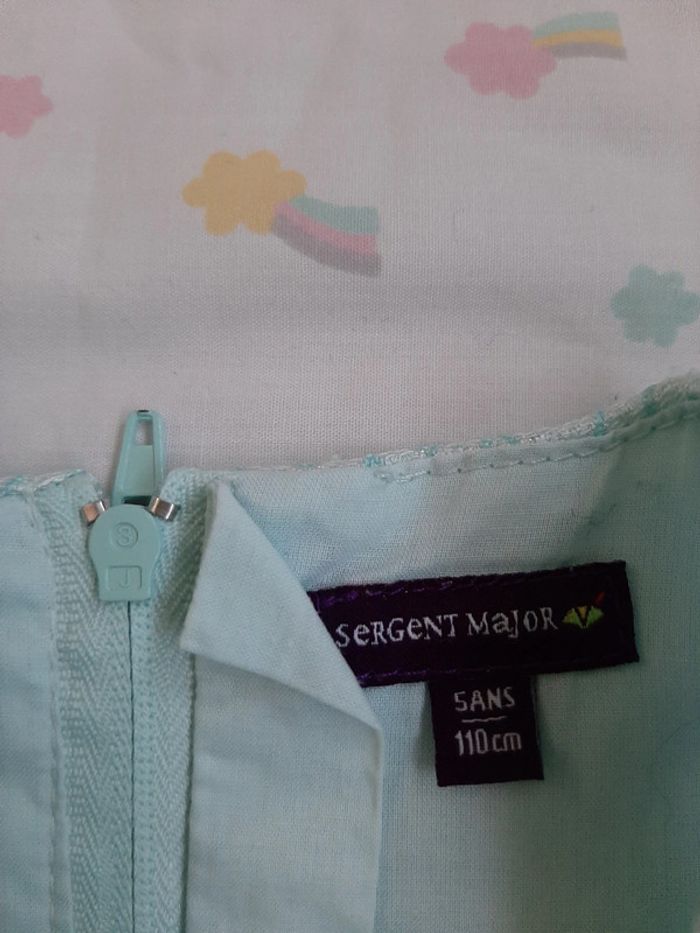 SeRGeNT MaJOR
5ANS
110cm